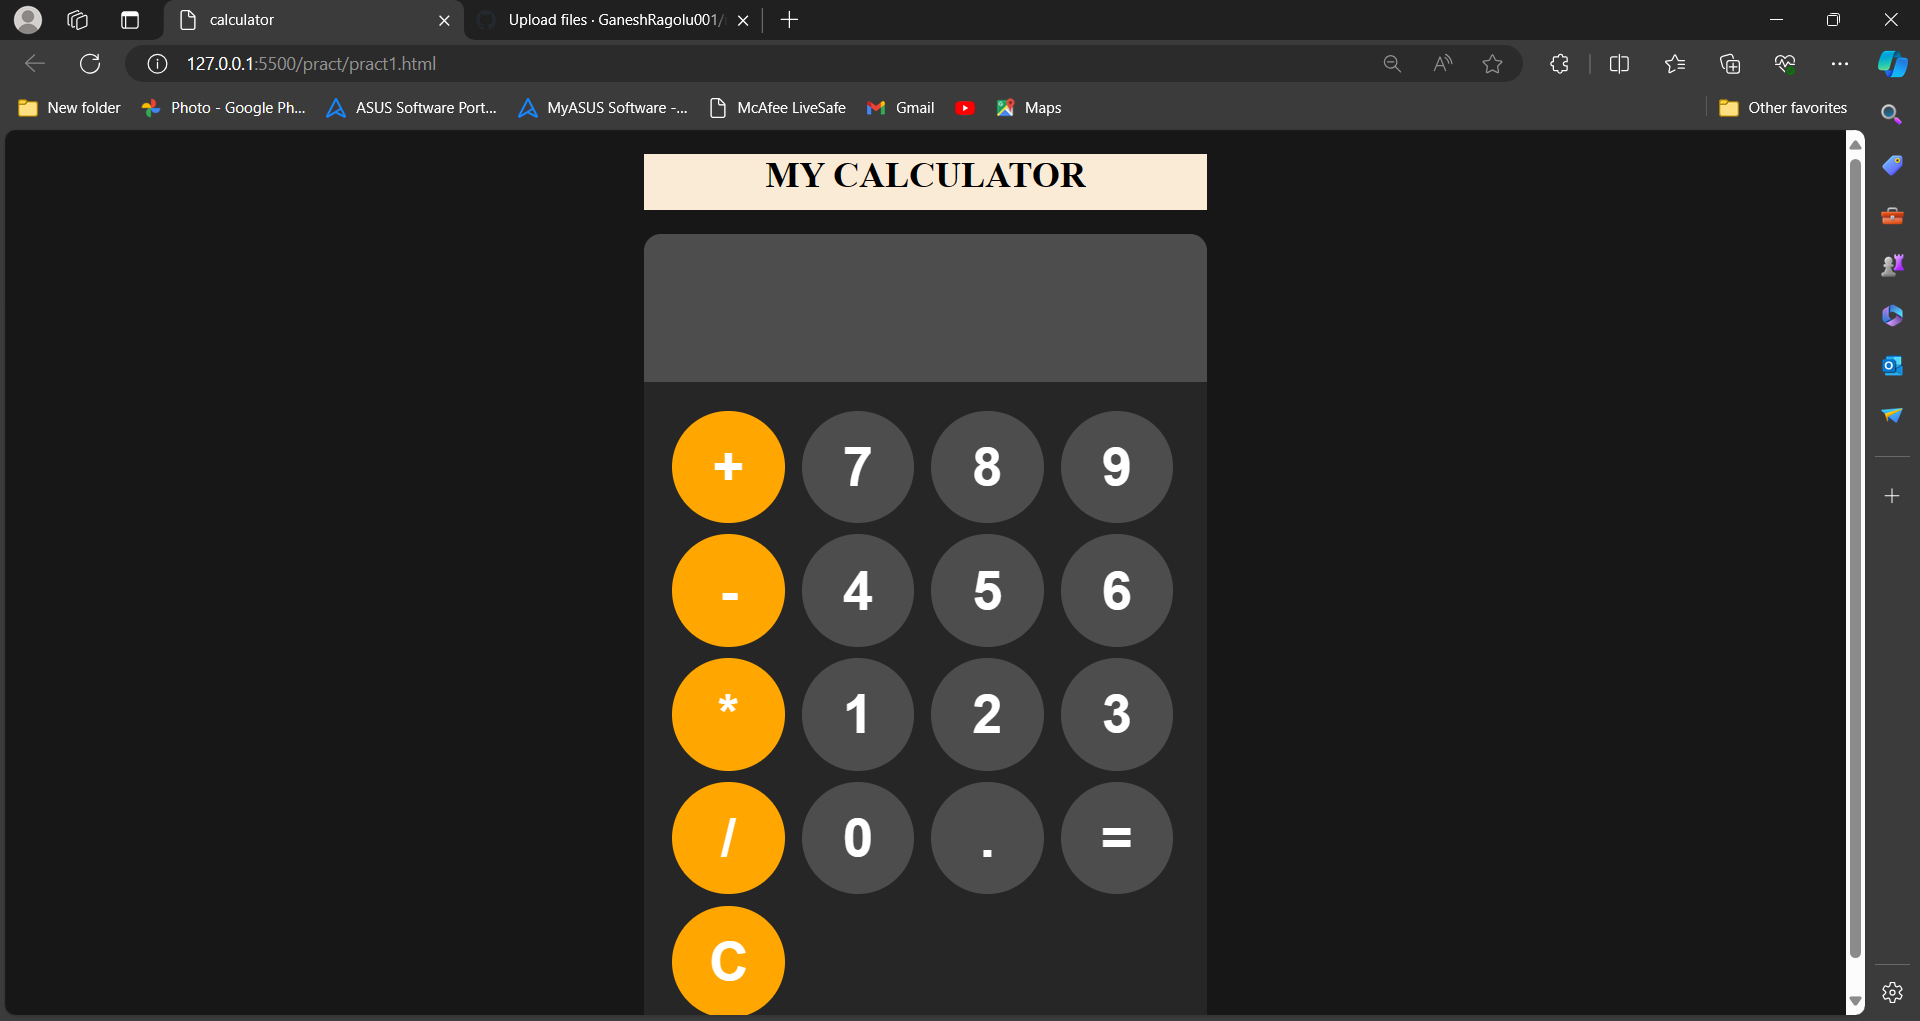 calculator
Upload files · GaneshRagolu001/
127.0.0.1:5500/pract/pract1.html
New folder
Photo - Google Ph...
ASUS Software Port...
MyASUS Software -...
McAfee LiveSafe
Gmail
Maps
Other favorites
MY CALCULATOR
+ 7 8 9
- 4 5 6
* 1 2 3
/ 0 . =
C